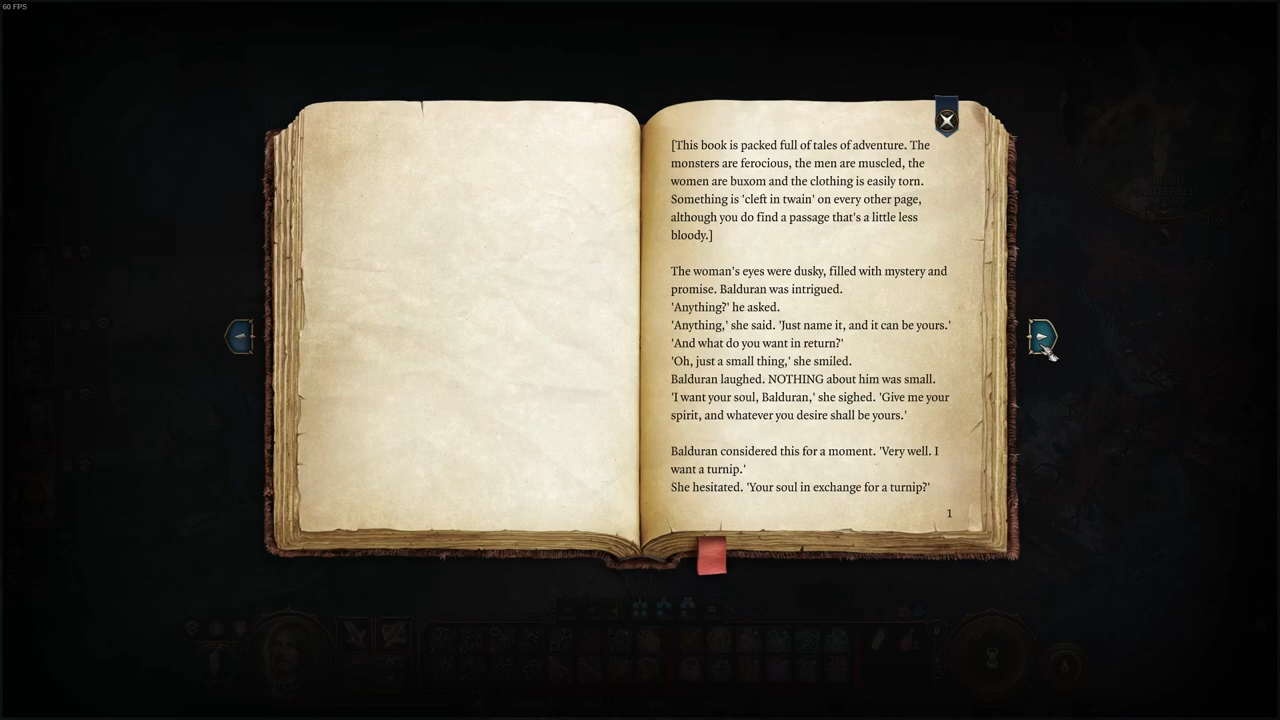 60 FPS
[This book is packed full of tales of adventure. The
monsters are ferocious, the men are muscled, the
women are buxom and the clothing is easily torn.
Something is 'cleft in twain' on every other page,
although you do find a passage that's a little less
bloody.]
The woman's eyes were dusky, filled with mystery and
promise. Balduran was intrigued.
'Anything?' he asked.
'Anything,' she said. 'Just name it, and it can be yours.'
'And what do you want in return?'
'Oh, just a small thing,' she smiled.
Balduran laughed. NOTHING about him was small.
'I want your soul, Balduran,' she sighed. 'Give me your
spirit, and whatever you desire shall be yours.'
Balduran considered this for a moment. 'Very well. I
want a turnip.'
She hesitated. 'Your soul in exchange for a turnip?'
1